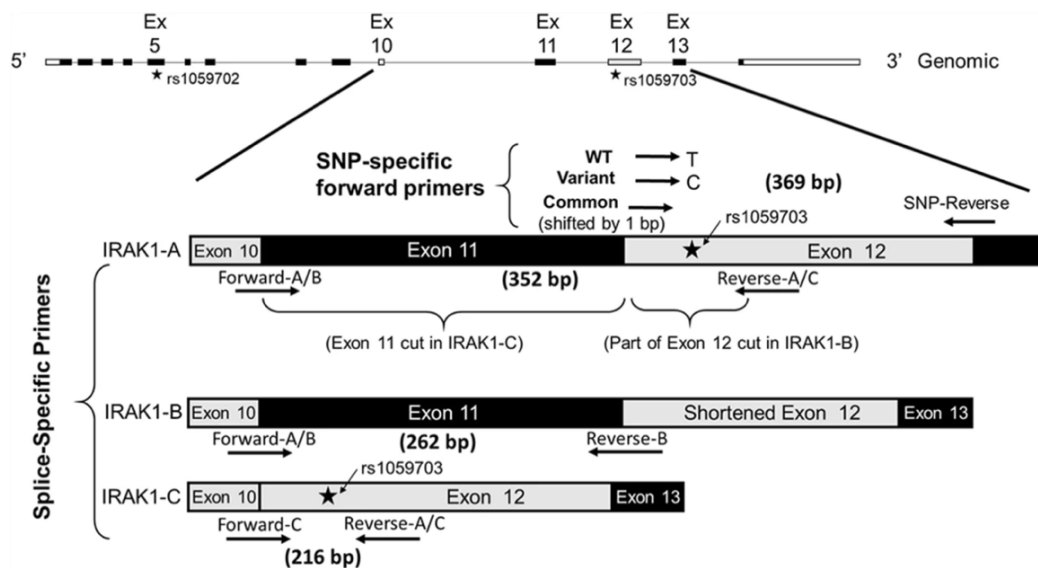 Ex 5
Ex 10
Ex 11
Ex 12
Ex 13
5’
3’ Genomic
rs1059702
rs1059703
SNP-specific
forward primers
WT
T
Variant
C
Common
(shifted by 1 bp)
(369 bp)
rs1059703
SNP-Reverse
IRAK1-A
Exon 10
Exon 11
Exon 12
Forward-A/B
(352 bp)
Reverse-A/C
(Exon 11 cut in IRAK1-C)
(Part of Exon 12 cut in IRAK1-B)
Splice-Specific Primers
IRAK1-B
Exon 10
Exon 11
Shortened Exon 12
Exon 13
Forward-A/B
(262 bp)
Reverse-B
rs1059703
IRAK1-C
Exon 10
Exon 12
Exon 13
Forward-C
Reverse-A/C
(216 bp)